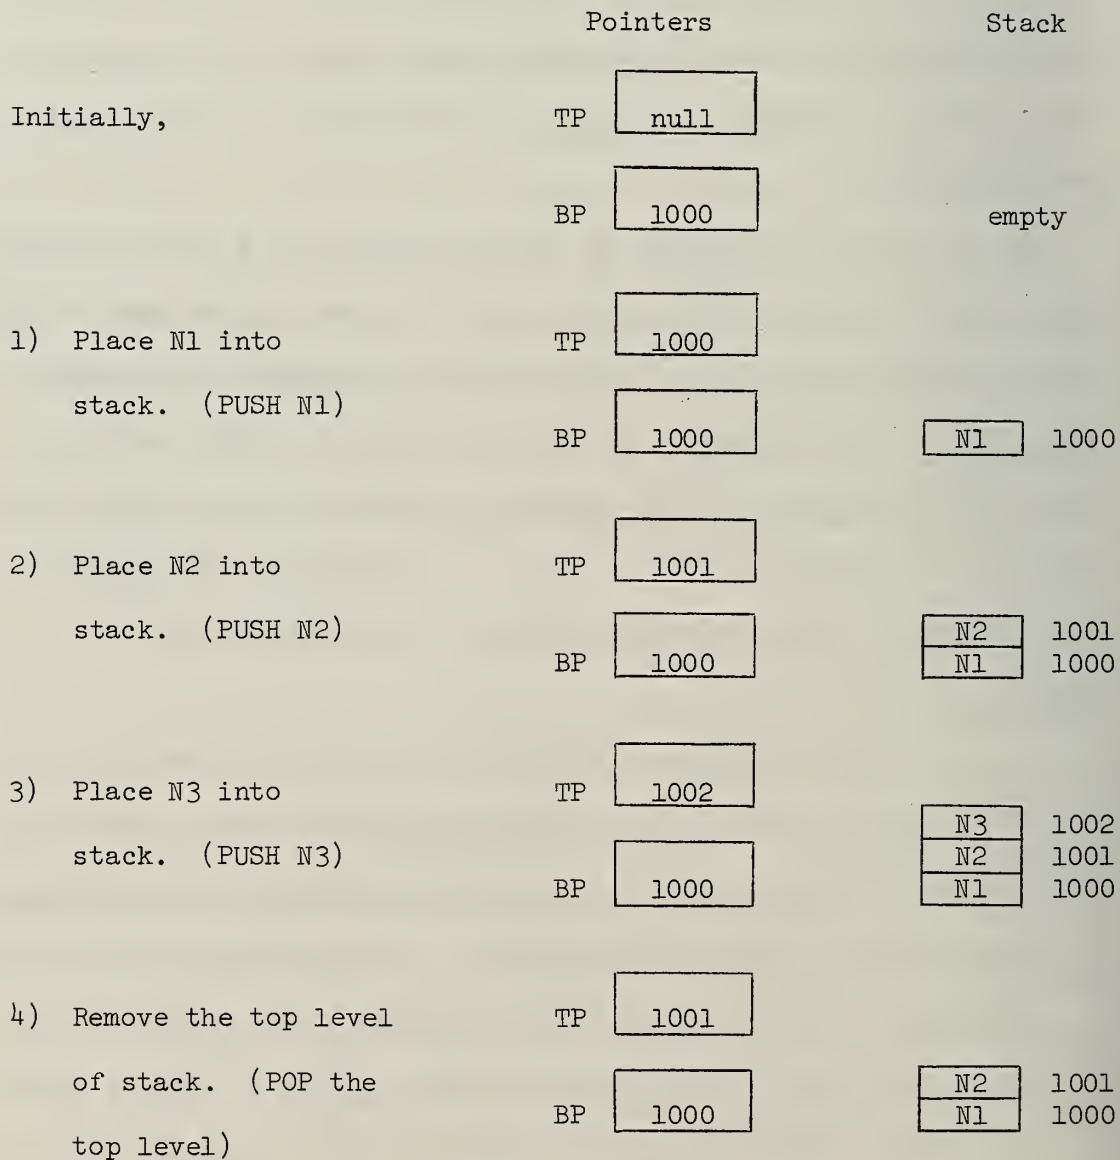 Pointers Stack
Initially, TP null
BP 1000 empty
1) Place N1 into TP 1000
stack. (PUSH N1)
BP 1000 N1 1000
2) Place N2 into TP 1001
stack. (PUSH N2) N2 1001
BP 1000 N1 1000
3) Place N3 into TP 1002
N3 1002
stack. (PUSH N3) N2 1001
BP 1000 N1 1000
4) Remove the top level TP 1001
of stack. (POP the N2 1001
BP 1000 N1 1000
top level)